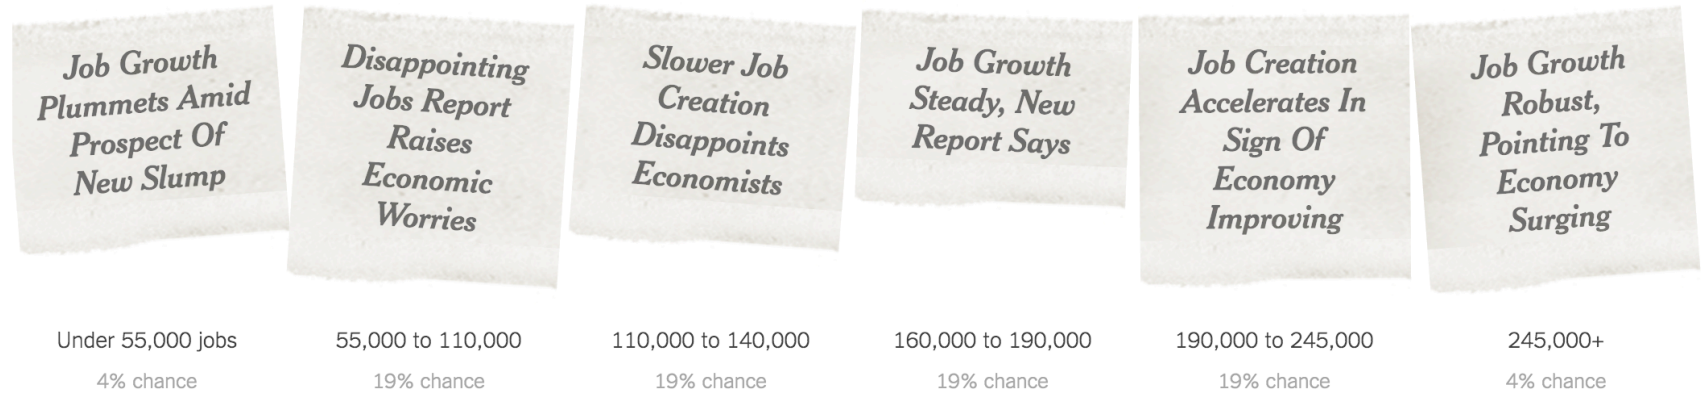 Job Growth
Plummets Amid
Prospect Of
New Slump
Disappointing
Jobs Report
Raises
Economic
Worries
Slower Job
Creation
Disappoints
Economists
Job Growth
Steady, New
Report Says
Job Creation
Accelerates In
Sign Of
Economy
Improving
Job Growth
Robust,
Pointing To
Economy
Surging
Under 55,000 jobs
55,000 to 110,000
110,000 to 140,000
160,000 to 190,000
190,000 to 245,000
245,000+
4% chance
19% chance
19% chance
19% chance
19% chance
4% chance